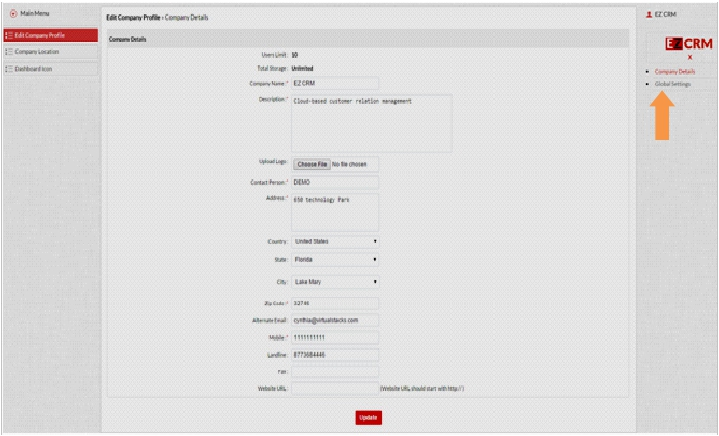 Main Menu
Edit Company Profile
Company Location
Dashboard Icon
Edit Company Profile › Company Details
Company Details
Users Limit: 10
Total Storage: Unlimited
Company Name: * EZ CRM
Description: * Cloud-based customer relation management
Upload Logo: Choose File No file chosen
Contact Person: * DEMO
Address: * 650 technology Park
Country: United States
State: Florida
City: Lake Mary
Zip Code: * 32746
Alternate Email: cynthia@virtualstacks.com
Mobile: * 1111111111
Landline: 8773684446
Fax:
Website URL: (Website URL should start with http://)
Update
EZ CRM
EZ CRM
x
Company Details
Global Settings